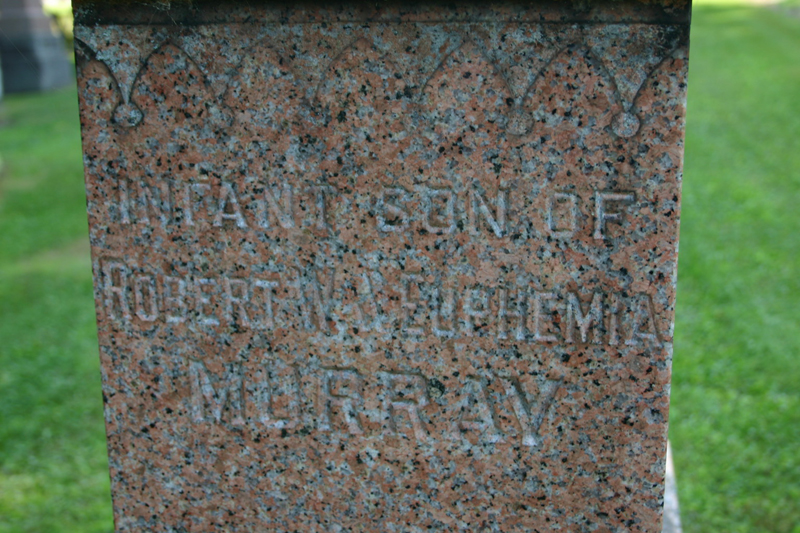 INFANT SON OF
ROBERT W. & EUPHEMIA
MURRAY